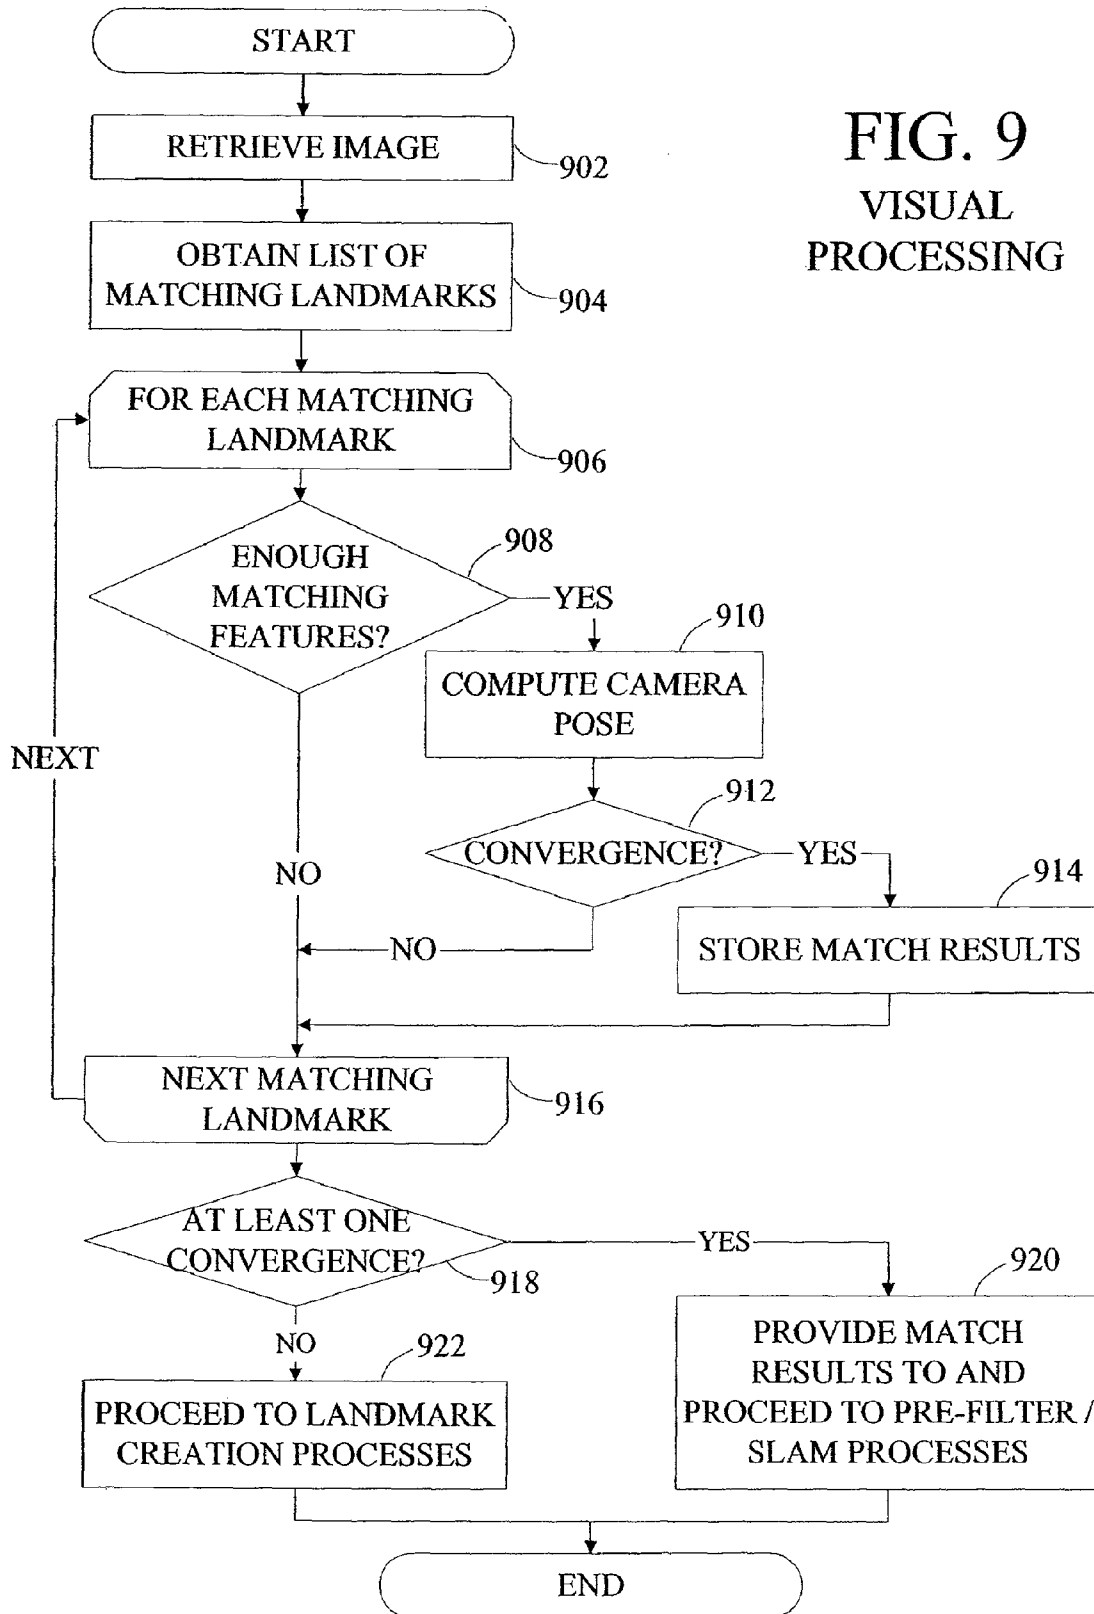 START
FIG. 9
VISUAL
PROCESSING
RETRIEVE IMAGE
902
OBTAIN LIST OF
MATCHING LANDMARKS
904
FOR EACH MATCHING
LANDMARK
906
ENOUGH
MATCHING
FEATURES?
908
YES
910
COMPUTE CAMERA
POSE
NEXT
912
CONVERGENCE?
YES
NO
914
STORE MATCH RESULTS
NO
NEXT MATCHING
LANDMARK
916
AT LEAST ONE
CONVERGENCE?
918
YES
920
NO
922
PROVIDE MATCH
RESULTS TO AND
PROCEED TO PRE-FILTER /
SLAM PROCESSES
PROCEED TO LANDMARK
CREATION PROCESSES
END